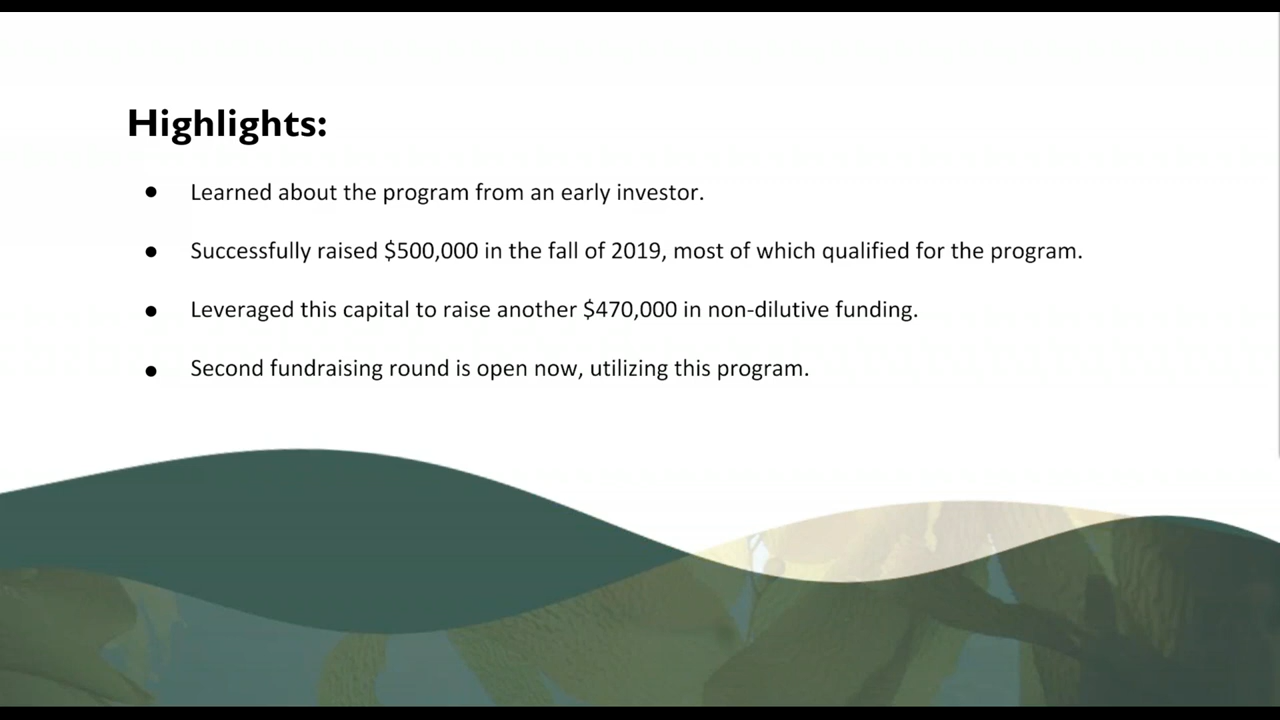 Highlights:
● Learned about the program from an early investor.
● Successfully raised $500,000 in the fall of 2019, most of which qualified for the program.
● Leveraged this capital to raise another $470,000 in non-dilutive funding.
● Second fundraising round is open now, utilizing this program.